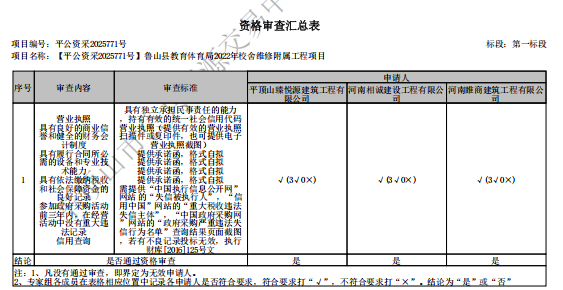 资格审查汇总表
项目编号：平公资采2025771号
标段：第一标段
项目名称：【平公资采2025771号】鲁山县教育体育局2022年校舍维修附属工程项目
序号
审查内容
审查标准
申请人
平顶山臻悦源建筑工程有
限公司
河南相诚建设工程有限公
司
河南睢商建筑工程有限公
司
1
营业执照
具有良好的商业信
誉和健全的财务会
计制度
具有履行合同所必
需的设备和专业技
术能力
具有依法缴纳税收
和社会保障资金的
良好记录
参加政府采购活动
前三年内，在经营
活动中没有重大违
法记录
信用查询
具有独立承担民事责任的能力
，持有有效的统一社会信用代码
营业执照（提供有效的营业执照
扫描件或复印件，也可提供电子
营业执照截图）
提供承诺函，格式自拟
提供承诺函，格式自拟
提供承诺函，格式自拟
提供承诺函，格式自拟
需提供“中国执行信息公开网”
网站的“失信被执行人”，“信
用中国”网站的“重大税收违法
失信主体”，“中国政府采购网
”网站的“政府采购严重违法失
信行为名单”查询结果页面截图
，若有不良记录投标无效，执行
财库[2016]125号文
√(3√0×)
√(3√0×)
√(3√0×)
结论
是否通过资格审查
是
是
是
注：1、凡没有通过审查，即界定为无效申请人。
2、专家组各成员在表格相应位置中记录各申请人是否符合要求，符合要求打“√”，不符合要求打“×”。结论为“是”或“否”